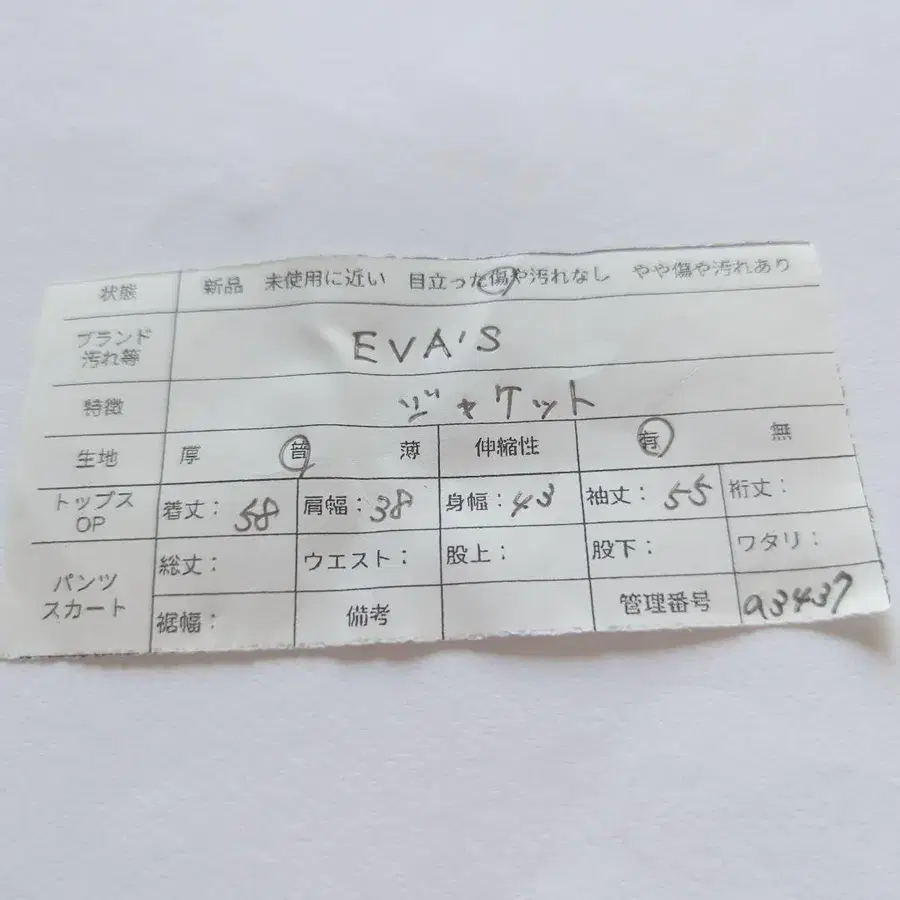 状態 新品 未使用に近い 目立った傷や汚れなし やや傷や汚れあり
ブランド
汚れ等 EVA'S
特徴 ジャケット
生地 厚 普 薄 伸縮性 有 無
トップス
OP 着丈： 58 肩幅： 38 身幅： 43 袖丈： 55 裄丈：
パンツ
スカート 総丈： ウエスト： 股上： 股下： ワタリ：
裾幅： 備考 管理番号 a3437